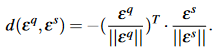 d(ε^q, ε^s) = −(ε^q / ||ε^q||)^T · ε^s / ||ε^s||.